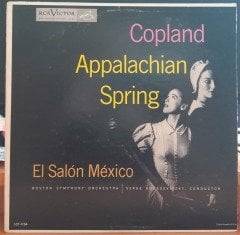 RCA VICTOR
Copland
Appalachian
Spring
El Salón México
BOSTON SYMPHONY ORCHESTRA / SERGE KOUSSEVITZKY, CONDUCTOR